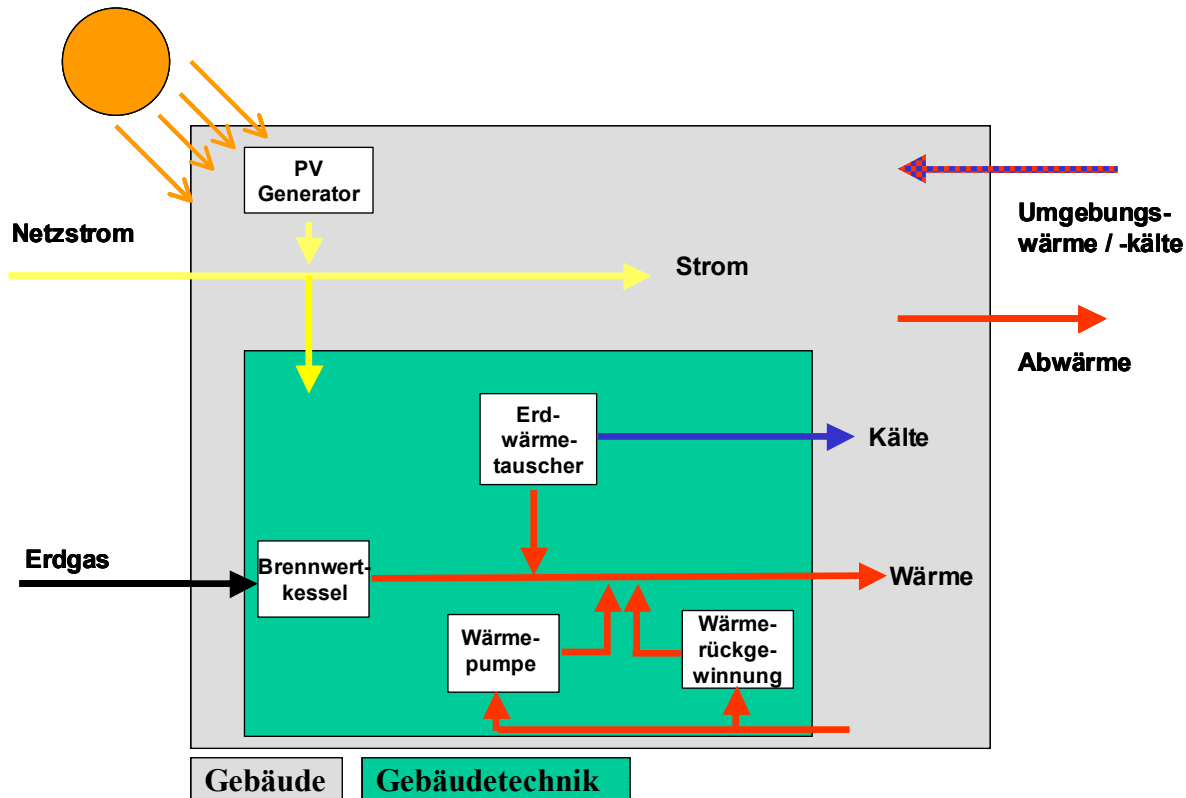 PV
Generator
Netzstrom
Umgebungs-
wärme / -kälte
Strom
Abwärme
Erd-
wärme-
tauscher
Kälte
Erdgas
Brennwert-
kessel
Wärme
Wärme-
pumpe
Wärme-
rückge-
winnung
Gebäude
Gebäudetechnik